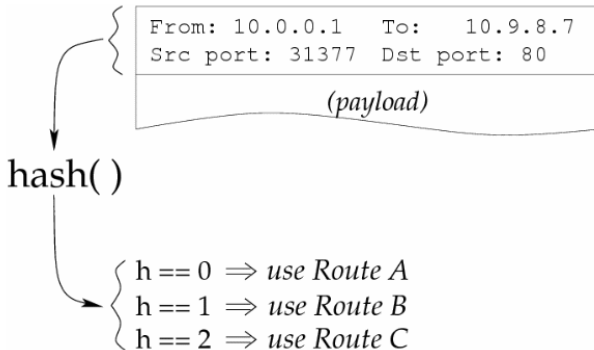 From: 10.0.0.1 To: 10.9.8.7
Src port: 31377 Dst port: 80
(payload)
hash( )
h == 0 ⇒ use Route A
h == 1 ⇒ use Route B
h == 2 ⇒ use Route C